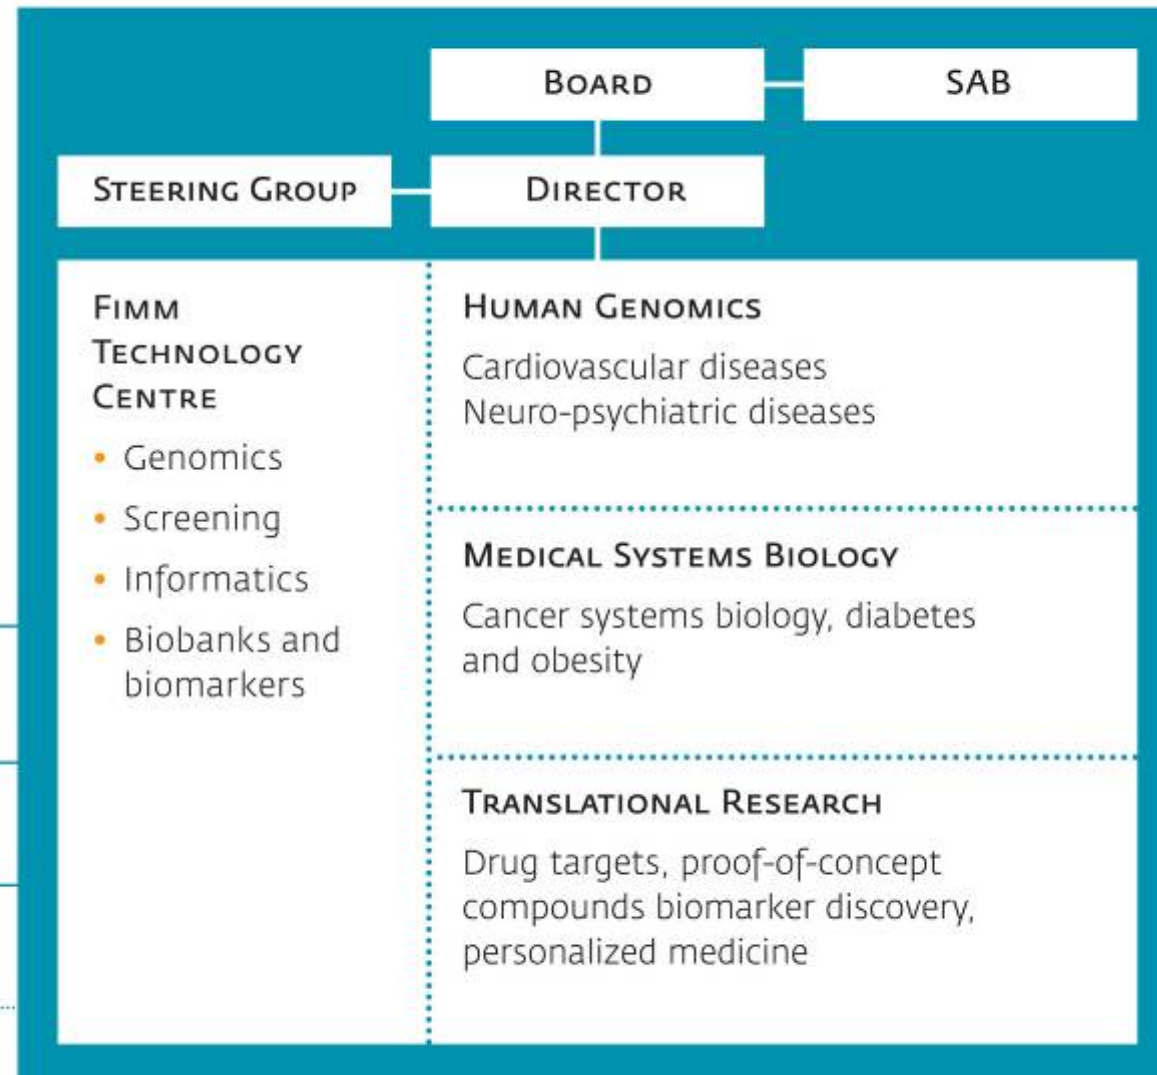 BOARD
SAB
STEERING GROUP
DIRECTOR
FIMM
TECHNOLOGY
CENTRE
• Genomics
• Screening
• Informatics
• Biobanks and
biomarkers
HUMAN GENOMICS
Cardiovascular diseases
Neuro-psychiatric diseases
MEDICAL SYSTEMS BIOLOGY
Cancer systems biology, diabetes
and obesity
TRANSLATIONAL RESEARCH
Drug targets, proof-of-concept
compounds biomarker discovery,
personalized medicine